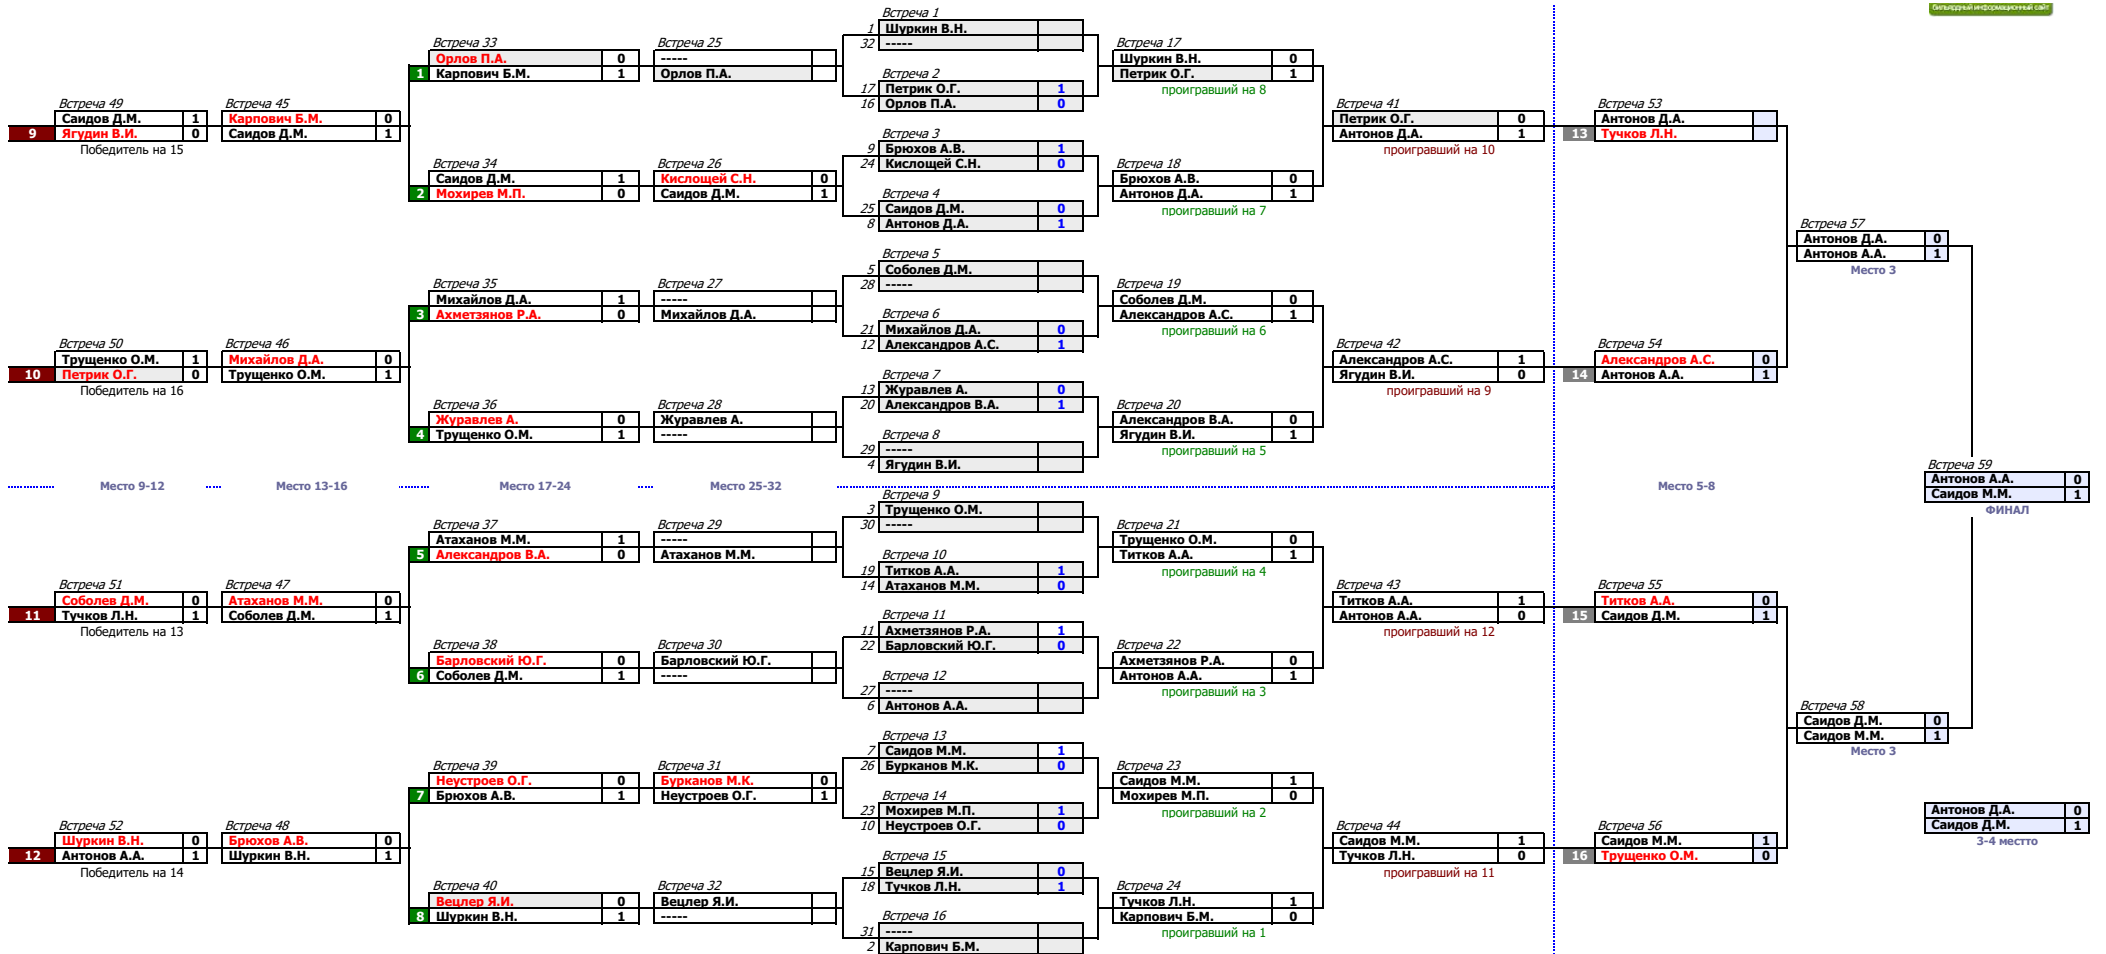 бильярдный информационный сайт
Встреча 49
Саидов Д.М. 1
9 Ягудин В.И. 0
Победитель на 15
Встреча 50
Трущенко О.М. 1
10 Петрик О.Г. 0
Победитель на 16
Место 9-12
Встреча 51
Соболев Д.М. 0
11 Тучков Л.Н. 1
Победитель на 13
Встреча 52
Шуркин В.Н. 0
12 Антонов А.А. 1
Победитель на 14
Встреча 45
Карпович Б.М. 0
Саидов Д.М. 1
Встреча 46
Михайлов Д.А. 0
Трущенко О.М. 1
Место 13-16
Встреча 47
Атаханов М.М. 0
Соболев Д.М. 1
Встреча 48
Брюхов А.В. 0
Шуркин В.Н. 1
Встреча 33
Орлов П.А. 0
1 Карпович Б.М. 1
Встреча 34
Саидов Д.М. 1
2 Мохирев М.П. 0
Встреча 35
Михайлов Д.А. 1
3 Ахметзянов Р.А. 0
Встреча 36
Журавлев А. 0
4 Трущенко О.М. 1
Место 17-24
Встреча 37
Атаханов М.М. 1
5 Александров В.А. 0
Встреча 38
Барловский Ю.Г. 0
6 Соболев Д.М. 1
Встреча 39
Неустроев О.Г. 0
7 Брюхов А.В. 1
Встреча 40
Вецлер Я.И. 0
8 Шуркин В.Н. 1
Встреча 25
-----
Орлов П.А.
Встреча 26
Кислощей С.Н. 0
Саидов Д.М. 1
Встреча 27
-----
Михайлов Д.А.
Встреча 28
Журавлев А.
-----
Место 25-32
Встреча 29
-----
Атаханов М.М.
Встреча 30
Барловский Ю.Г.
-----
Встреча 31
Бурканов М.К. 0
Неустроев О.Г. 1
Встреча 32
Вецлер Я.И.
-----
Встреча 1
1 Шуркин В.Н.
32 -----
Встреча 2
17 Петрик О.Г. 1
16 Орлов П.А. 0
Встреча 3
9 Брюхов А.В. 1
24 Кислощей С.Н. 0
Встреча 4
25 Саидов Д.М. 0
8 Антонов Д.А. 1
Встреча 5
5 Соболев Д.М.
28 -----
Встреча 6
21 Михайлов Д.А. 0
12 Александров А.С. 1
Встреча 7
13 Журавлев А. 0
20 Александров В.А. 1
Встреча 8
29 -----
4 Ягудин В.И.
Встреча 9
3 Трущенко О.М.
30 -----
Встреча 10
19 Титков А.А. 1
14 Атаханов М.М. 0
Встреча 11
11 Ахметзянов Р.А. 1
22 Барловский Ю.Г. 0
Встреча 12
27 -----
6 Антонов А.А.
Встреча 13
7 Саидов М.М. 1
26 Бурканов М.К. 0
Встреча 14
23 Мохирев М.П. 1
10 Неустроев О.Г. 0
Встреча 15
15 Вецлер Я.И. 0
18 Тучков Л.Н. 1
Встреча 16
31 -----
2 Карпович Б.М.
Встреча 17
Шуркин В.Н. 0
Петрик О.Г. 1
проигравший на 8
Встреча 18
Брюхов А.В. 0
Антонов Д.А. 1
проигравший на 7
Встреча 19
Соболев Д.М. 0
Александров А.С. 1
проигравший на 6
Встреча 20
Александров В.А. 0
Ягудин В.И. 1
проигравший на 5
Встреча 21
Трущенко О.М. 0
Титков А.А. 1
проигравший на 4
Встреча 22
Ахметзянов Р.А. 0
Антонов А.А. 1
проигравший на 3
Встреча 23
Саидов М.М. 1
Мохирев М.П. 0
проигравший на 2
Встреча 24
Тучков Л.Н. 1
Карпович Б.М. 0
проигравший на 1
Встреча 41
Петрик О.Г. 0
Антонов Д.А. 1
проигравший на 10
Встреча 42
Александров А.С. 1
Ягудин В.И. 0
проигравший на 9
Встреча 43
Титков А.А. 1
Антонов А.А. 0
проигравший на 12
Встреча 44
Саидов М.М. 1
Тучков Л.Н. 0
проигравший на 11
Встреча 53
Антонов Д.А.
13 Тучков Л.Н.
Встреча 54
Александров А.С. 0
14 Антонов А.А. 1
Место 5-8
Встреча 55
Титков А.А. 0
15 Саидов Д.М. 1
Встреча 56
Саидов М.М. 1
16 Трущенко О.М. 0
Встреча 57
Антонов Д.А. 0
Антонов А.А. 1
Место 3
Встреча 58
Саидов Д.М. 0
Саидов М.М. 1
Место 3
Встреча 59
Антонов А.А. 0
Саидов М.М. 1
ФИНАЛ
Антонов Д.А. 0
Саидов Д.М. 1
3-4 местто